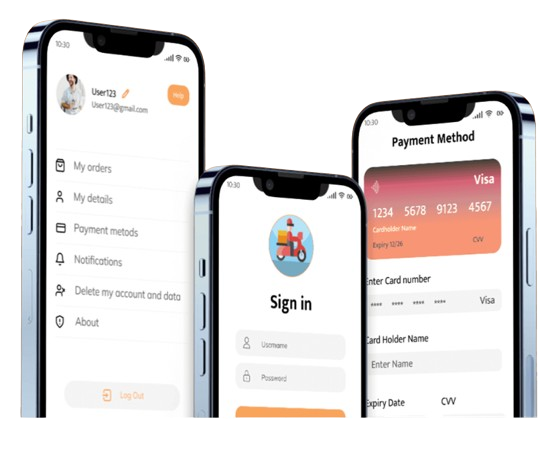 10:30
User123
User123@gmail.com
Help
My orders
My details
Payment metods
Notifications
Delete my account and data
About
Log Out
10:30
Sign in
Username
Password
10:30
Payment Method
Visa
1234 5678 9123 4567
Cardholder Name
Expiry 12/26 CVV
Enter Card number
**** **** **** **** Visa
Card Holder Name
Enter Name
Expiry Date CVV